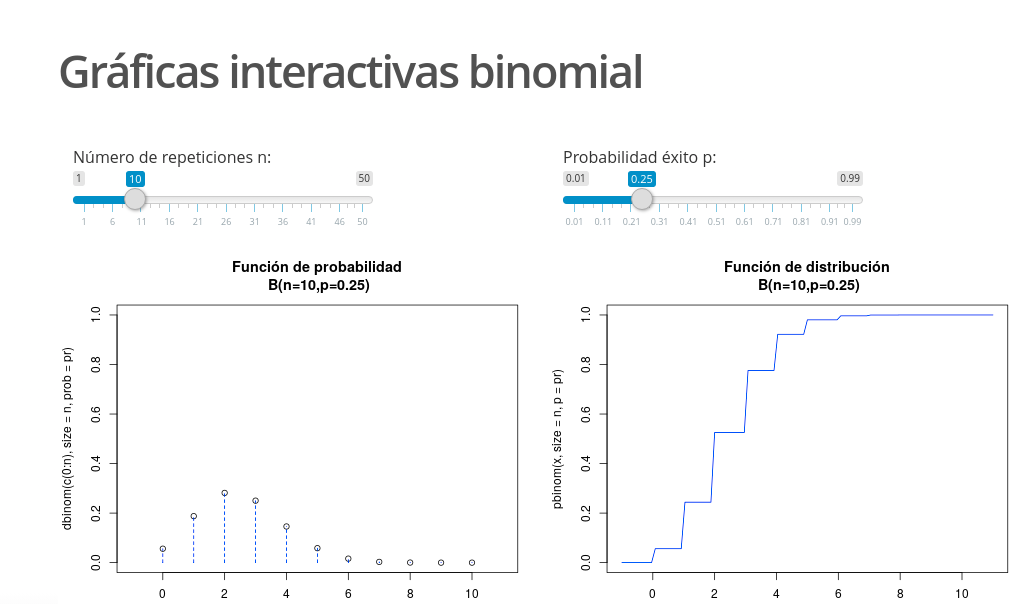 Gráficas interactivas binomial
Número de repeticiones n:
1 10 50
1 6 11 16 21 26 31 36 41 46 50
Probabilidad éxito p:
0.01 0.25 0.99
0.01 0.11 0.21 0.31 0.41 0.51 0.61 0.71 0.81 0.91 0.99
Función de probabilidad
B(n=10,p=0.25)
dbinom(c(0:n), size = n, prob = pr)
1.0
0.8
0.6
0.4
0.2
0.0
0 2 4 6 8 10
Función de distribución
B(n=10,p=0.25)
pbinom(x, size = n, p = pr)
1.0
0.8
0.6
0.4
0.2
0.0
0 2 4 6 8 10